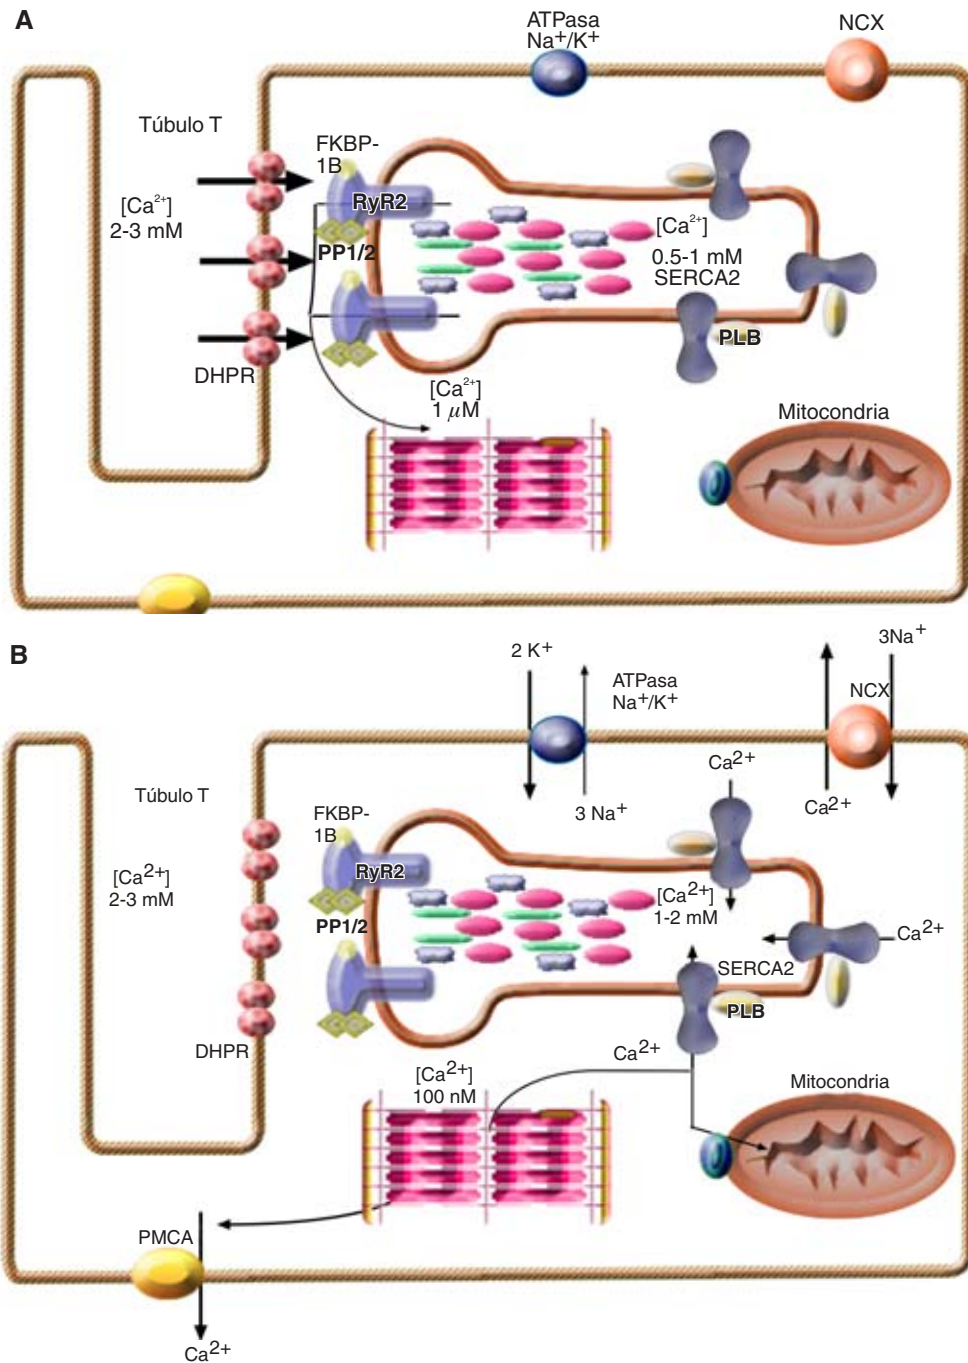 A
ATPasa
Na⁺/K⁺
NCX
Túbulo T
FKBP-
1B
[Ca²⁺]
2-3 mM
RyR2
PP1/2
[Ca²⁺]
0.5-1 mM
SERCA2
PLB
DHPR
[Ca²⁺]
1 µM
Mitocondria
B
2 K⁺
ATPasa
Na⁺/K⁺
3Na⁺
NCX
Ca²⁺
Ca²⁺
3 Na⁺
Túbulo T
FKBP-
1B
[Ca²⁺]
2-3 mM
RyR2
PP1/2
[Ca²⁺]
1-2 mM
Ca²⁺
SERCA2
PLB
DHPR
Ca²⁺
[Ca²⁺]
100 nM
Mitocondria
PMCA
Ca²⁺